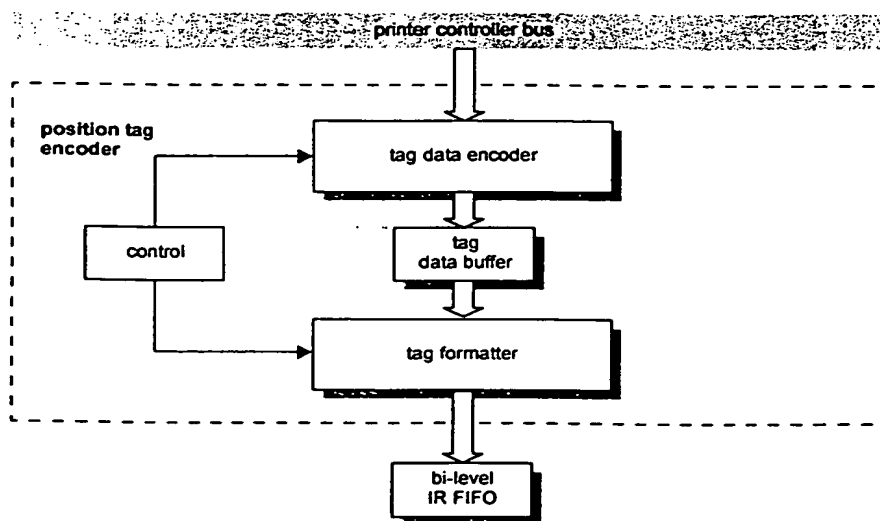 printer controller bus
position tag
encoder
tag data encoder
control
tag
data buffer
tag formatter
bi-level
IR FIFO